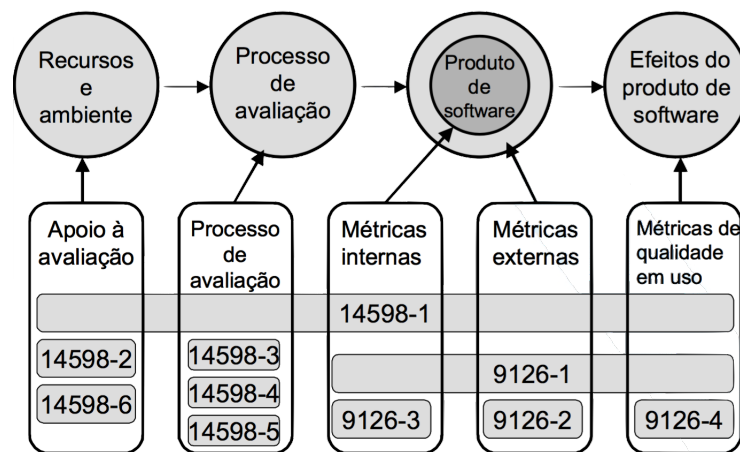 Recursos
e
ambiente
Processo
de
avaliação
Produto
de
software
Efeitos do
produto de
software
Apoio à
avaliação
Processo
de
avaliação
Métricas
internas
Métricas
externas
Métricas de
qualidade
em uso
14598-1
14598-2
14598-6
14598-3
14598-4
14598-5
9126-1
9126-3
9126-2
9126-4